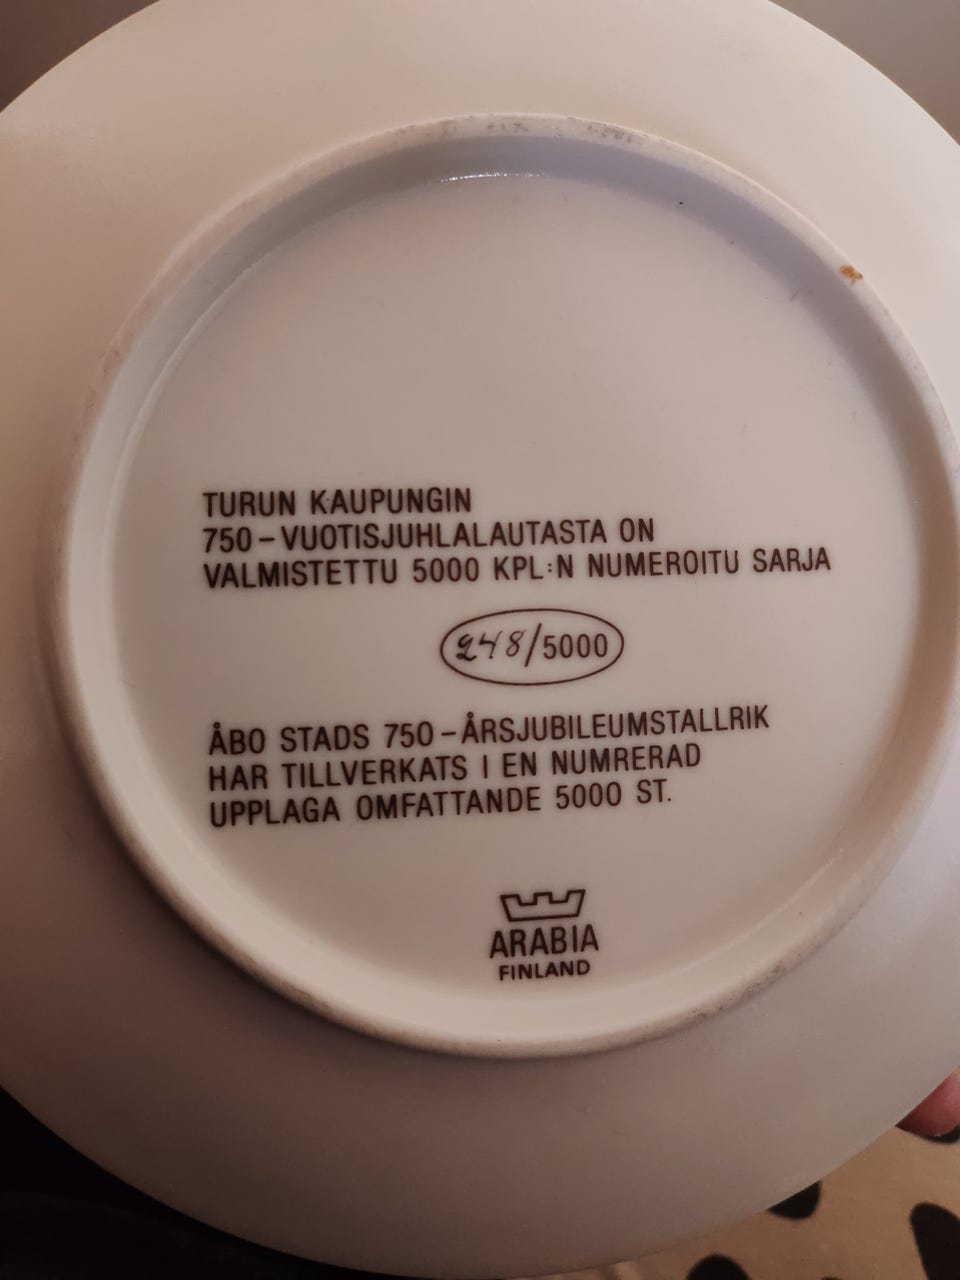 TURUN KAUPUNGIN
750-VUOTISJUHLALAUTASTA ON
VALMISTETTU 5000 KPL:N NUMEROITU SARJA
248/5000
ÅBO STADS 750-ÅRSJUBILEUMSTALLRIK
HAR TILLVERKATS I EN NUMRERAD
UPPLAGA OMFATTANDE 5000 ST.
ARABIA
FINLAND